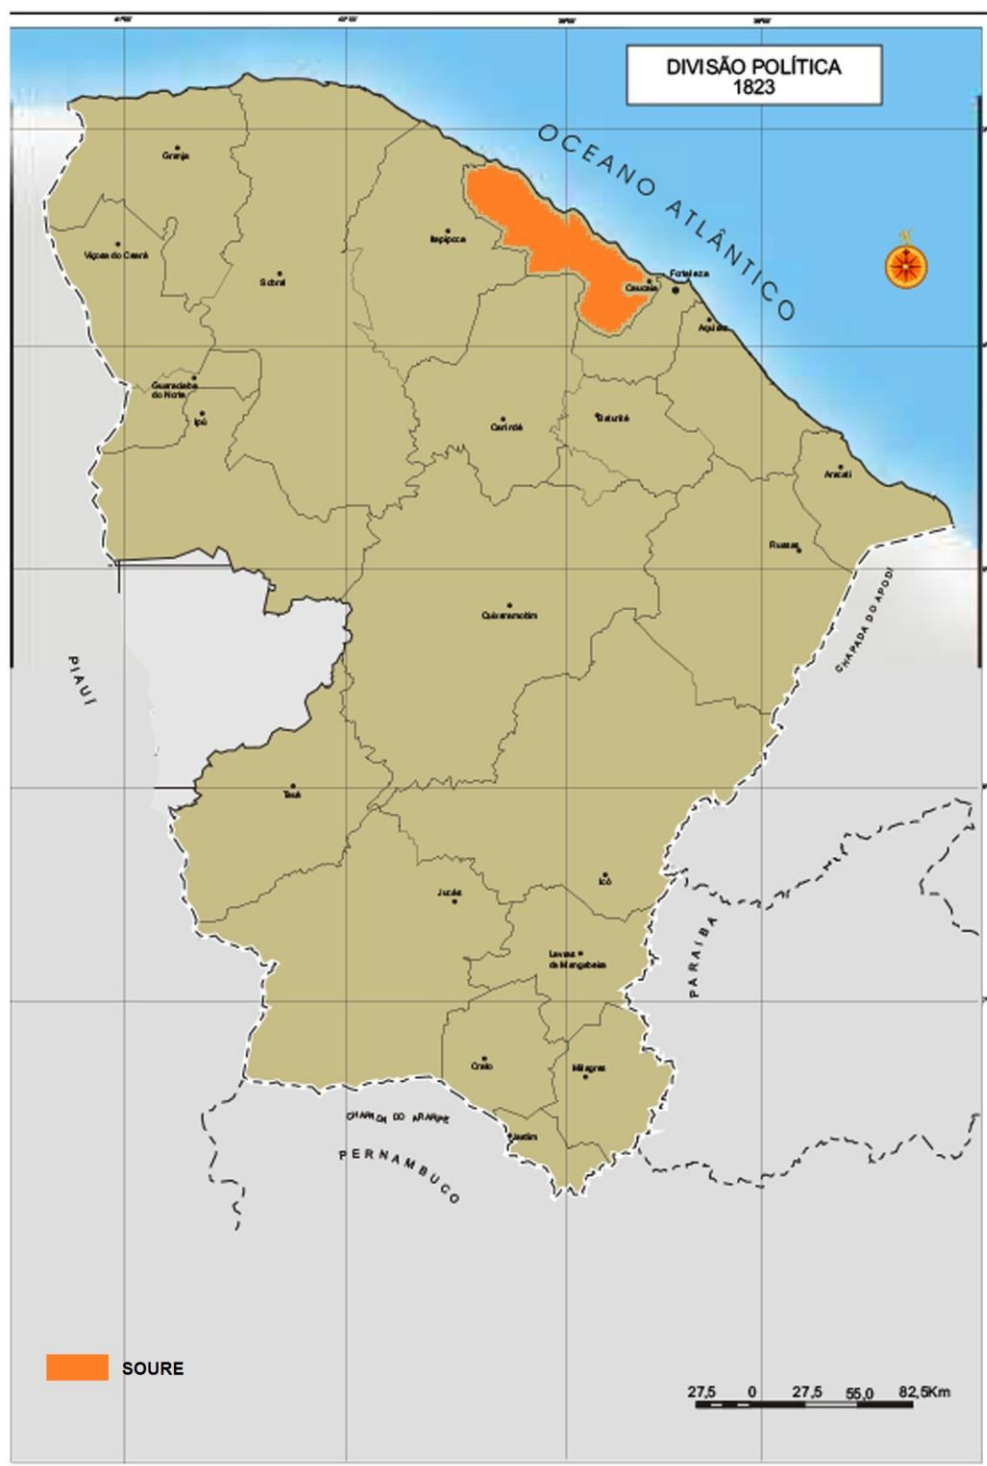 DIVISÃO POLÍTICA
1823
OCEANO ATLÂNTICO
Granja
Viçosa do Ceará
Sobral
Itapipoca
Fortaleza
Caucaia
Aquiraz
Guaraciaba
do Norte
Ipú
Canindé
Baturité
Aracati
Russas
CHAPADA DO APODI
Quixeramobim
PIAUÍ
Tauá
Icó
Jucás
PARAIBA
Lavras
da Mangabeira
Crato
Milagres
CHAPADA DO ARARIPE
Jardim
PERNAMBUCO
SOURE
27,5 0 27,5 55,0 82,5Km